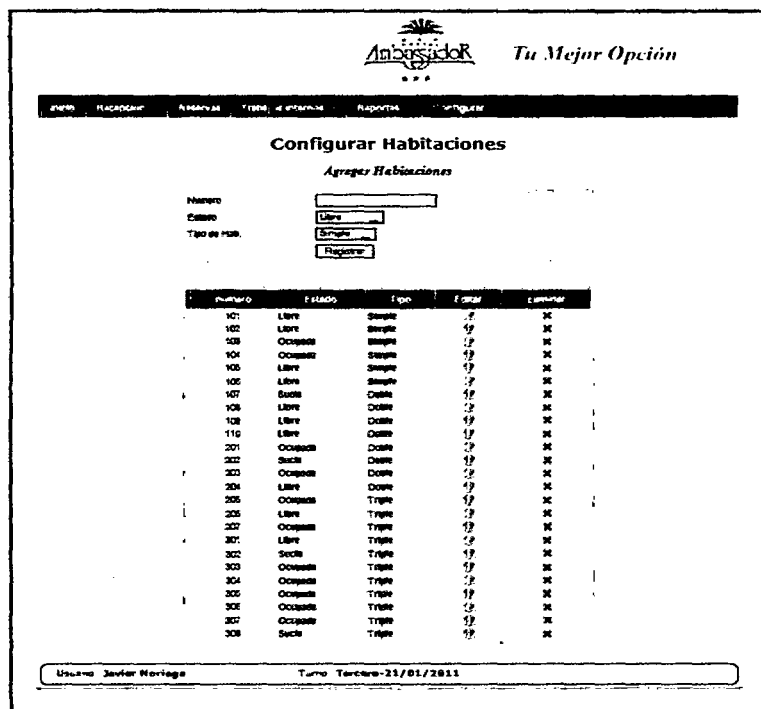 AmbassadoR
Tu Mejor Opción
Inicio Recepcion Reservas Reportes Configurar
Configurar Habitaciones
Agregar Habitaciones
Numero
Estado Libre
Tipo de Hab. Simple
Registrar
Numero Estado Tipo Editar Eliminar
101 Libre Simple
102 Libre Simple
103 Ocupada Simple
104 Ocupada Simple
105 Libre Simple
106 Libre Simple
107 Sucia Doble
108 Libre Doble
109 Libre Doble
110 Libre Doble
201 Ocupada Doble
202 Sucia Doble
203 Ocupada Doble
204 Libre Doble
205 Ocupada Triple
206 Libre Triple
207 Ocupada Triple
301 Libre Triple
302 Sucia Triple
303 Ocupada Triple
304 Ocupada Triple
305 Ocupada Triple
306 Ocupada Triple
307 Ocupada Triple
308 Sucia Triple
Usuario Javier Noriega Turno Tercero-21/01/2011